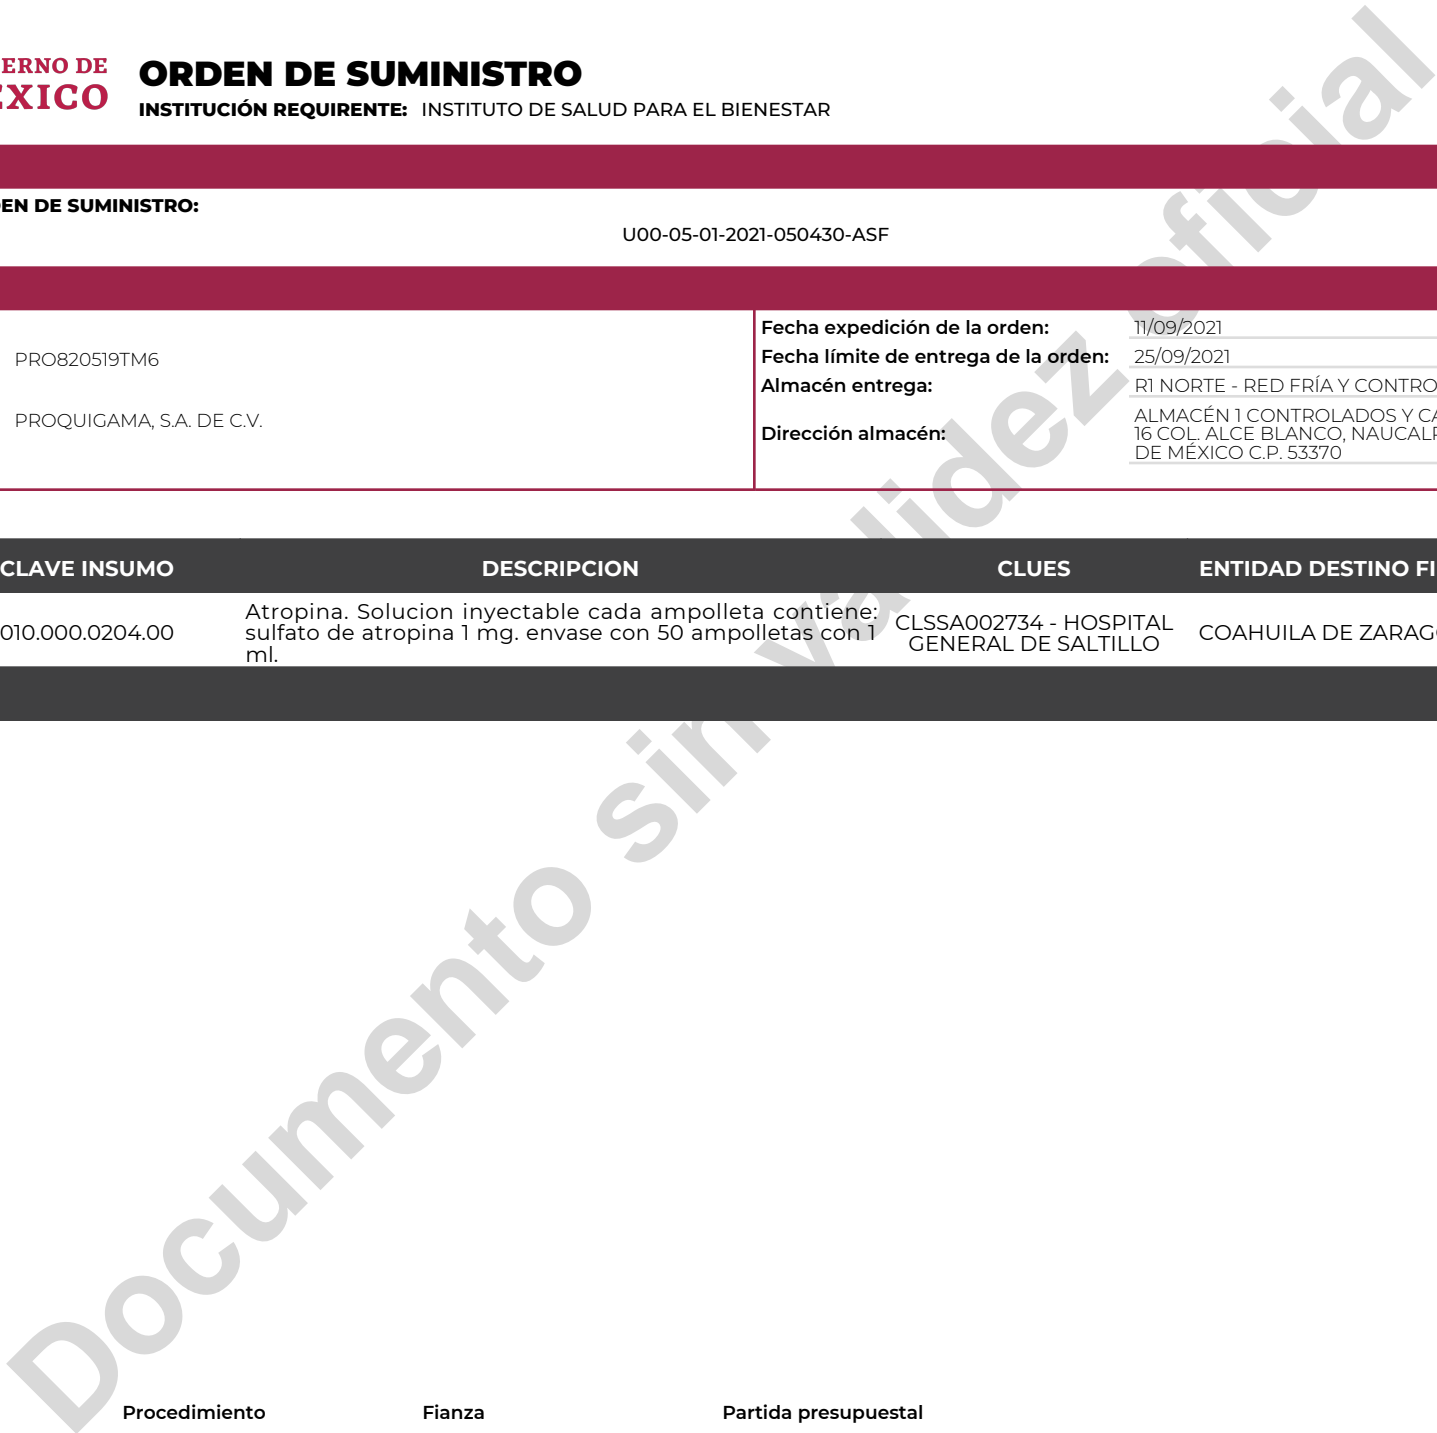 ERNO DE
EXICO
ORDEN DE SUMINISTRO
INSTITUCIÓN REQUIRENTE: INSTITUTO DE SALUD PARA EL BIENESTAR
EN DE SUMINISTRO:
U00-05-01-2021-050430-ASF
PRO820519TM6
PROQUIGAMA, S.A. DE C.V.
Fecha expedición de la orden: 11/09/2021
Fecha límite de entrega de la orden: 25/09/2021
Almacén entrega: R1 NORTE - RED FRÍA Y CONTRO
Dirección almacén:
ALMACÉN 1 CONTROLADOS Y CA
16 COL. ALCE BLANCO, NAUCALP
DE MÉXICO C.P. 53370
CLAVE INSUMO DESCRIPCION CLUES ENTIDAD DESTINO FI
010.000.0204.00
Atropina. Solucion inyectable cada ampolleta contiene:
sulfato de atropina 1 mg. envase con 50 ampolletas con 1
ml.
CLSSA002734 - HOSPITAL
GENERAL DE SALTILLO
COAHUILA DE ZARAG
Documento sin validez oficial
Procedimiento Fianza Partida presupuestal